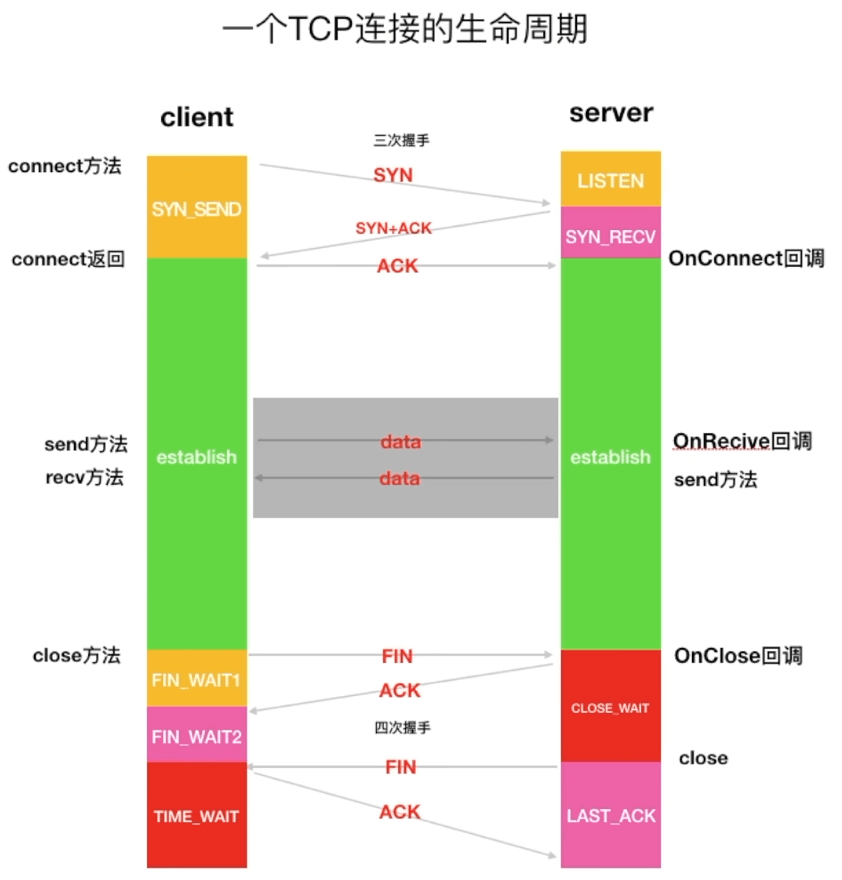 一个TCP连接的生命周期
client
server
三次握手
connect方法
SYN
LISTEN
SYN_SEND
SYN+ACK
SYN_RECV
connect返回
ACK
OnConnect回调
send方法
data
OnRecive回调
establish
establish
recv方法
data
send方法
close方法
FIN
OnClose回调
FIN_WAIT1
ACK
CLOSE_WAIT
四次握手
FIN_WAIT2
close
FIN
TIME_WAIT
ACK
LAST_ACK